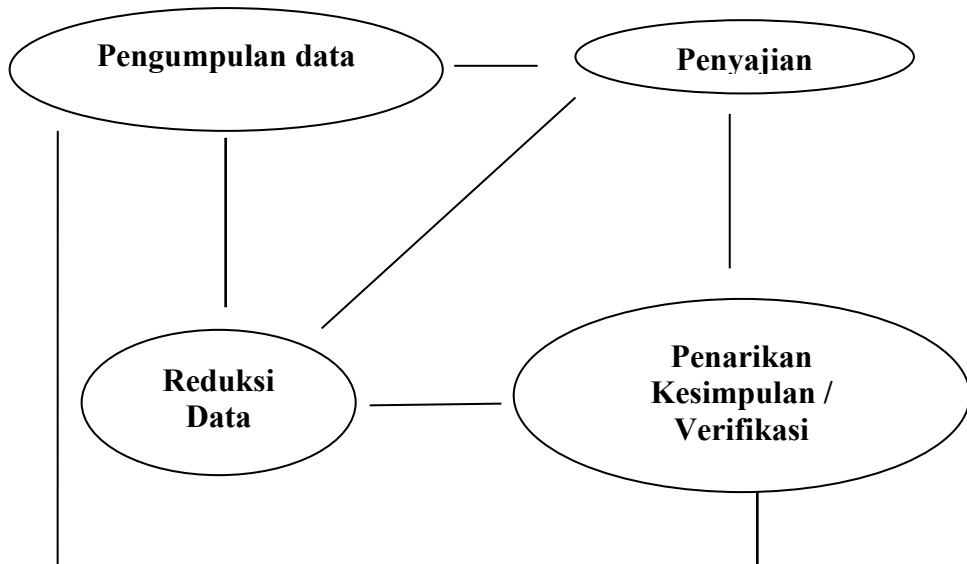 Pengumpulan data
Penyajian
Reduksi
Data
Penarikan
Kesimpulan /
Verifikasi